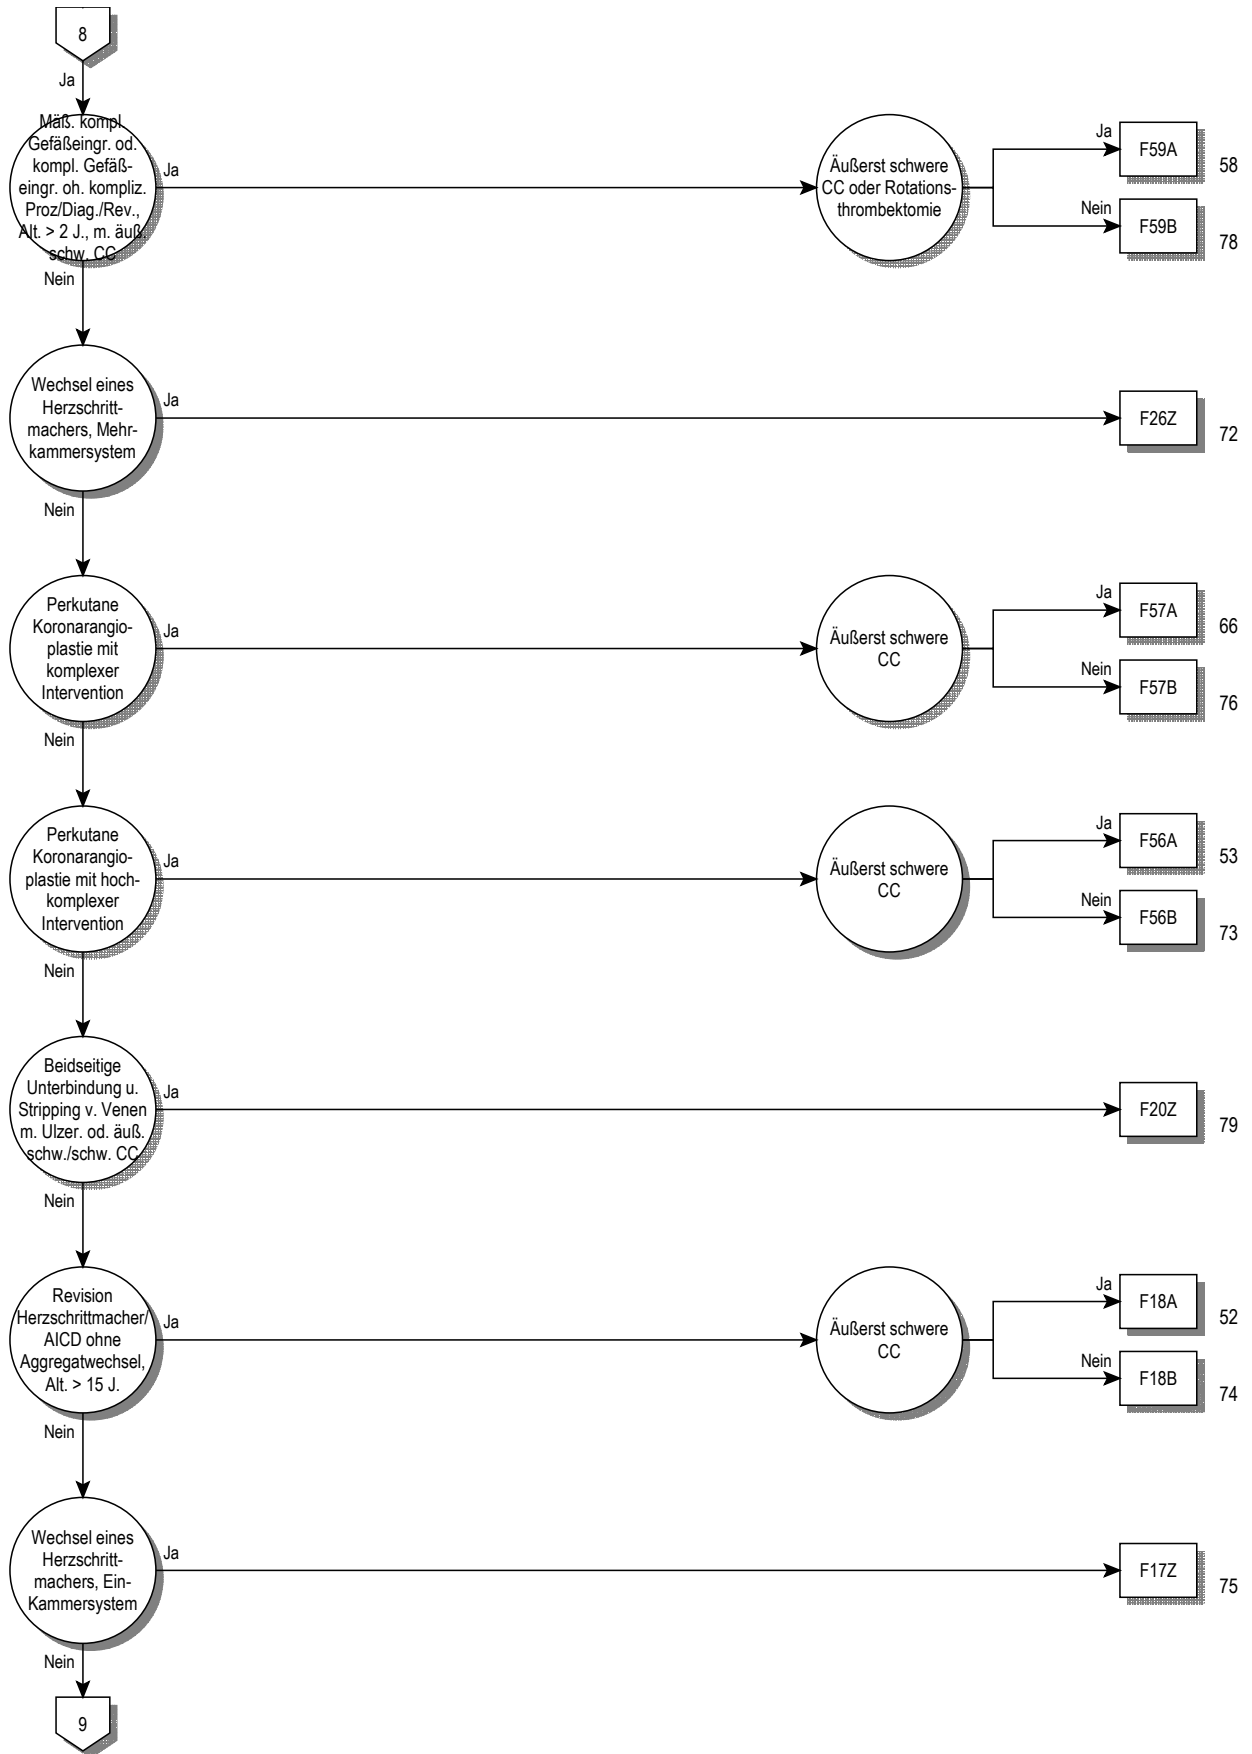 8
Ja
Mäß. kompl.
Gefäßeingr. od.
kompl. Gefäß-
eingr. oh. kompliz.
Proz/Diag./Rev.,
Alt. > 2 J., m. äuß.
schw. CC
Ja
Äußerst schwere
CC oder Rotations-
thrombektomie
Ja
F59A
58
Nein
F59B
78
Nein
Wechsel eines
Herzschritt-
machers, Mehr-
kammersystem
Ja
F26Z
72
Nein
Perkutane
Koronarangio-
plastie mit
komplexer
Intervention
Ja
Äußerst schwere
CC
Ja
F57A
66
Nein
F57B
76
Nein
Perkutane
Koronarangio-
plastie mit hoch-
komplexer
Intervention
Ja
Äußerst schwere
CC
Ja
F56A
53
Nein
F56B
73
Nein
Beidseitige
Unterbindung u.
Stripping v. Venen
m. Ulzer. od. äuß.
schw./schw. CC
Ja
F20Z
79
Nein
Revision
Herzschrittmacher/
AICD ohne
Aggregatwechsel,
Alt. > 15 J.
Ja
Äußerst schwere
CC
Ja
F18A
52
Nein
F18B
74
Nein
Wechsel eines
Herzschritt-
machers, Ein-
Kammersystem
Ja
F17Z
75
Nein
9